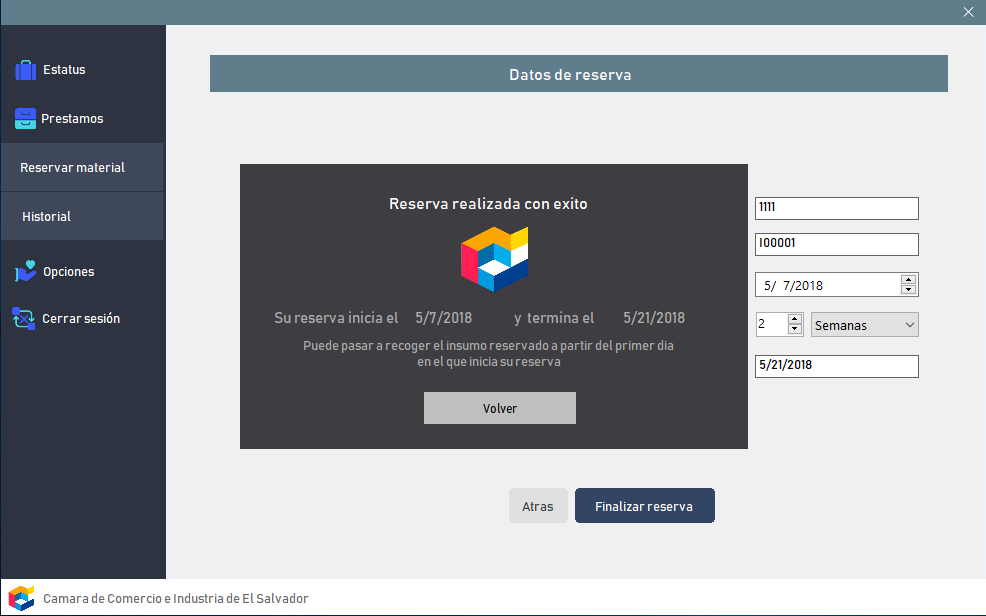 Estatus
Prestamos
Reservar material
Historial
Opciones
Cerrar sesión
Datos de reserva
Reserva realizada con exito
Su reserva inicia el 5/7/2018 y termina el 5/21/2018
Puede pasar a recoger el insumo reservado a partir del primer dia
en el que inicia su reserva
Volver
1111
I00001
5/ 7/2018
2 Semanas
5/21/2018
Atras Finalizar reserva
Camara de Comercio e Industria de El Salvador